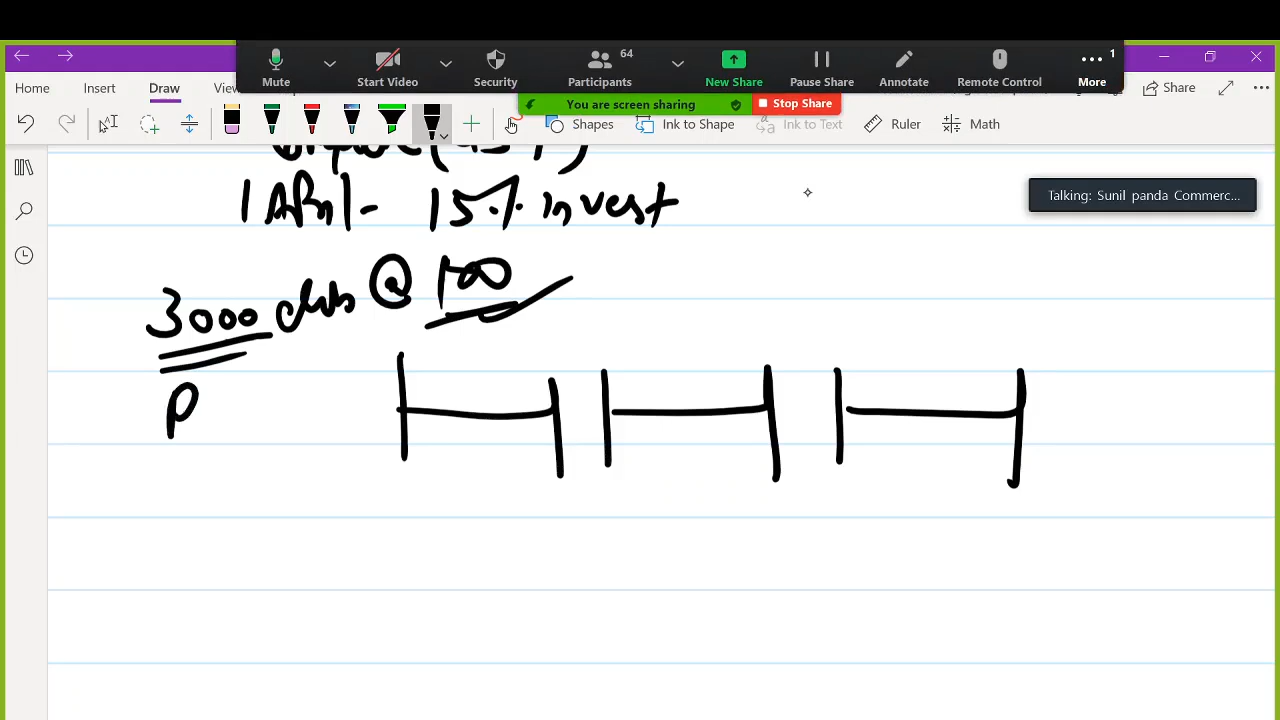 64
1
Mute
Start Video
Security
Participants
New Share
Pause Share
Annotate
Remote Control
More
You are screen sharing
Stop Share
Home
Insert
Draw
Share
Shapes
Ink to Shape
Ink to Text
Ruler
Math
Talking: Sunil panda Commerc...
1 April - 15% invest
3000 debs @ 100
P